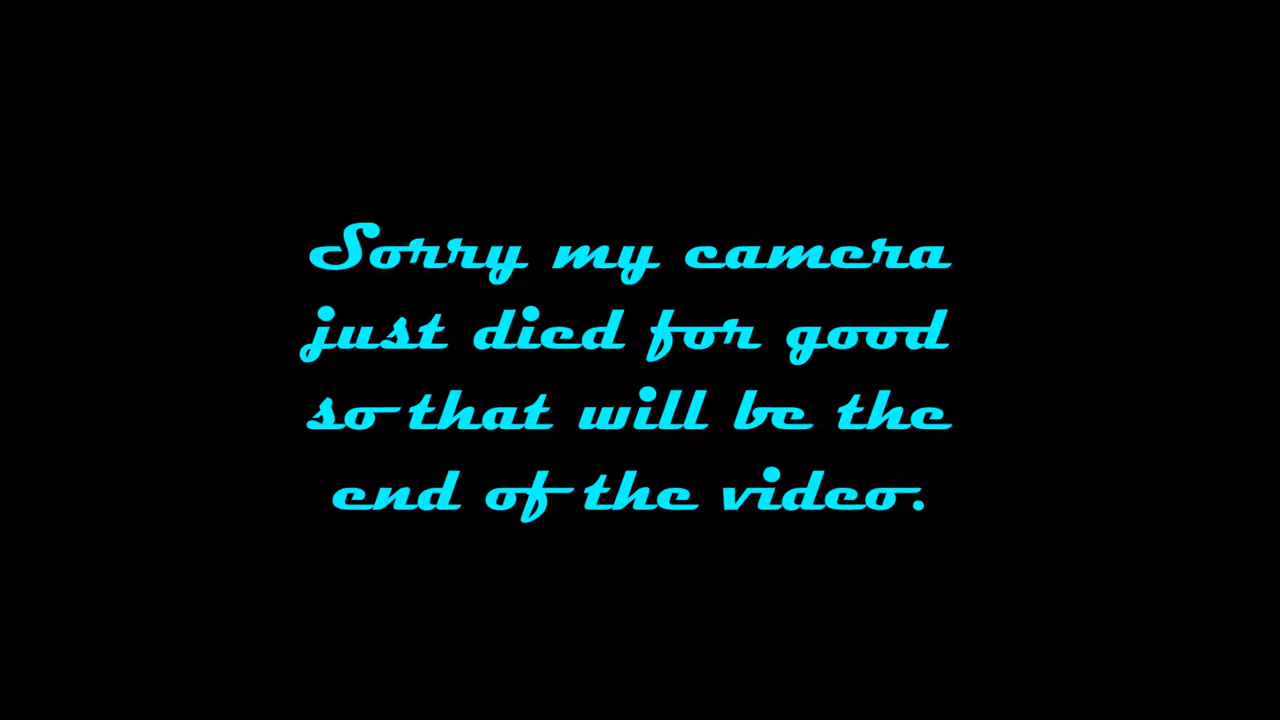 Sorry my camera
just died for good
so that will be the
end of the video.